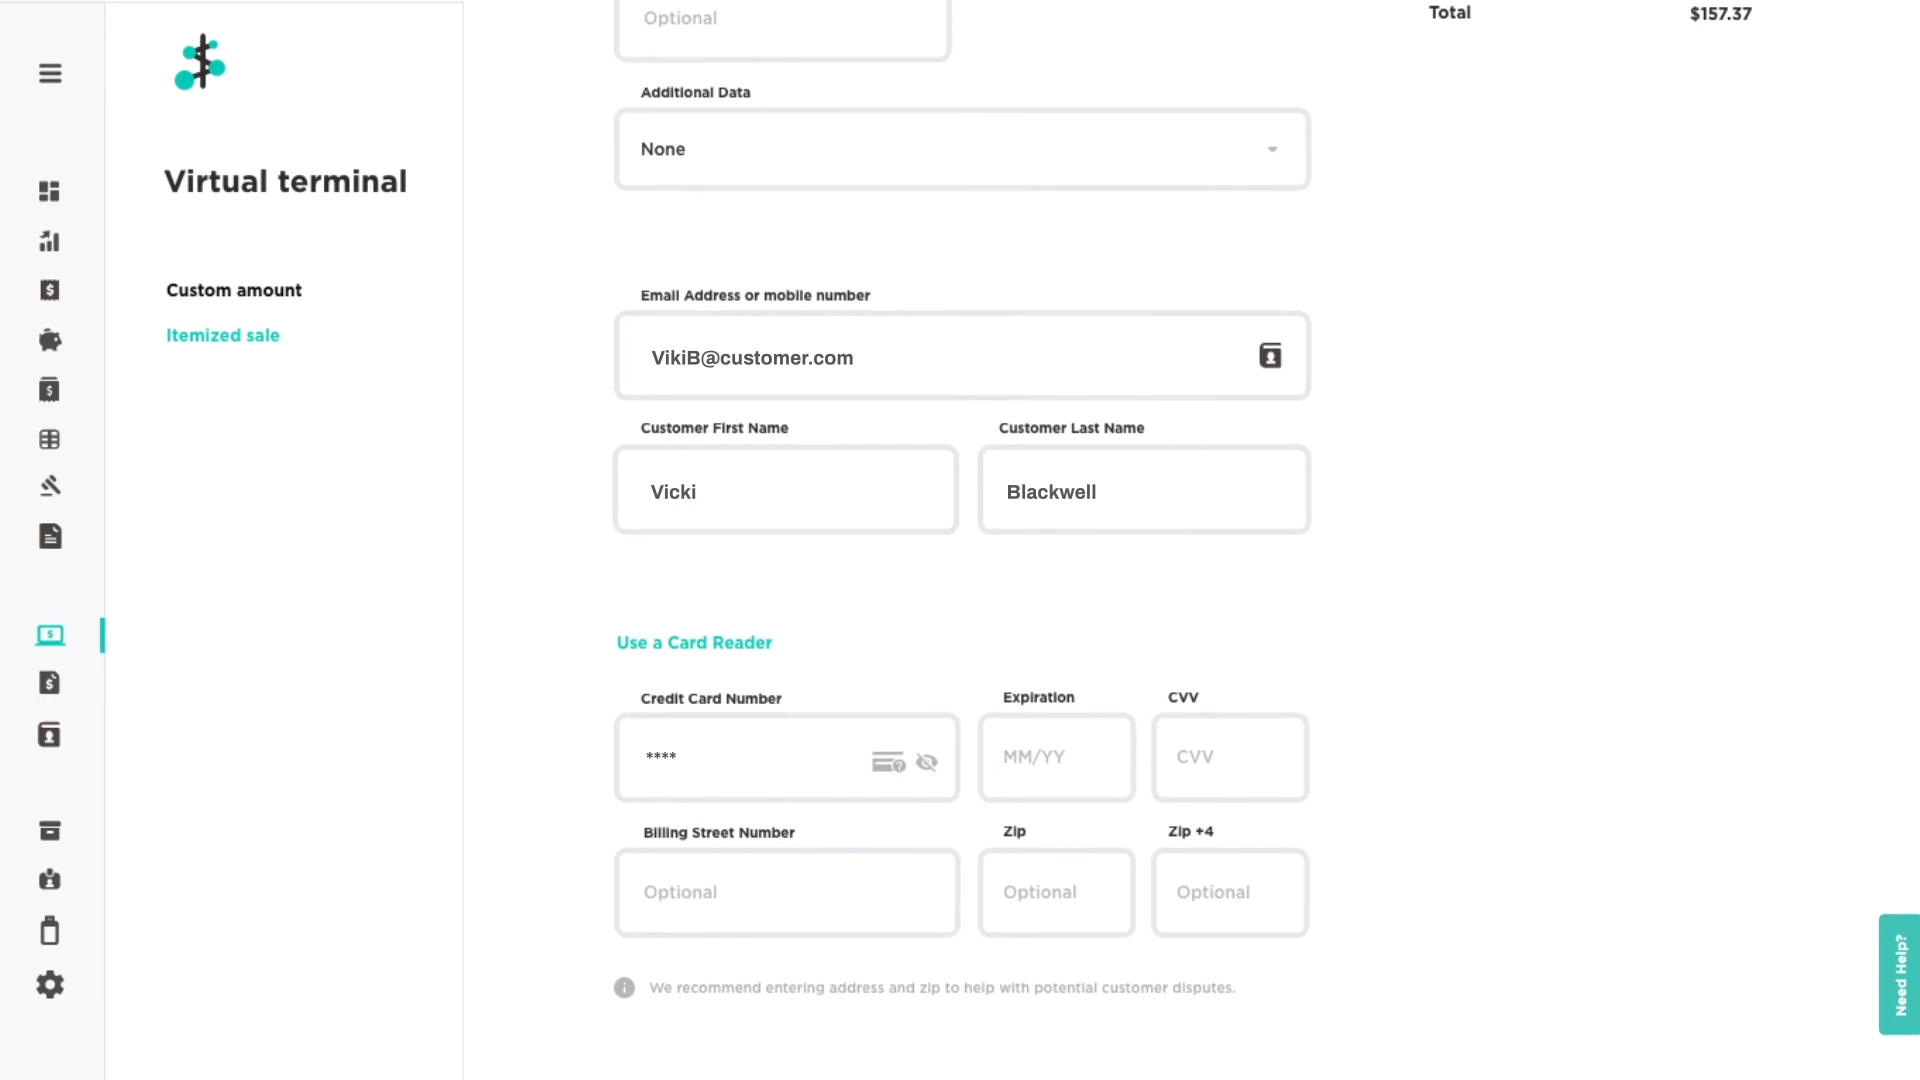 Optional
Total $157.37
Additional Data
None
Virtual terminal
Custom amount
Itemized sale
Email Address or mobile number
VikiB@customer.com
Customer First Name Customer Last Name
Vicki Blackwell
Use a Card Reader
Credit Card Number Expiration CVV
**** MM/YY CVV
Billing Street Number Zip Zip +4
Optional Optional Optional
We recommend entering address and zip to help with potential customer disputes.
Need Help?